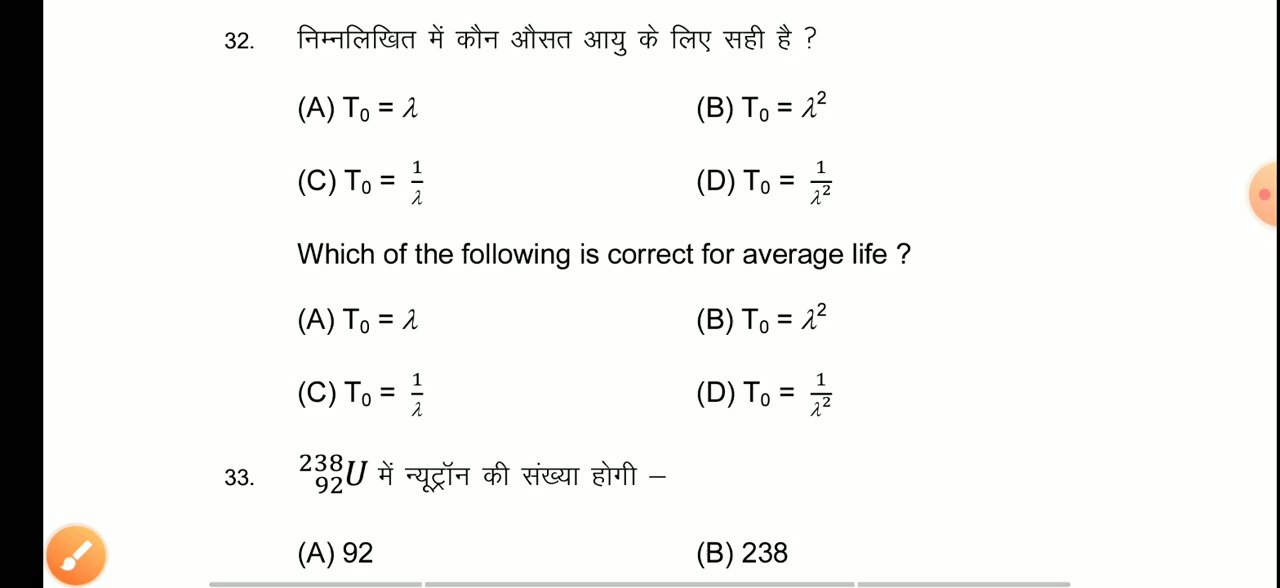 32. निम्नलिखित में कौन औसत आयु के लिए सही है ?
(A) T₀ = λ (B) T₀ = λ²
(C) T₀ = 1/λ (D) T₀ = 1/λ²
Which of the following is correct for average life ?
(A) T₀ = λ (B) T₀ = λ²
(C) T₀ = 1/λ (D) T₀ = 1/λ²
33. ²³⁸₉₂U में न्यूट्रॉन की संख्या होगी –
(A) 92 (B) 238